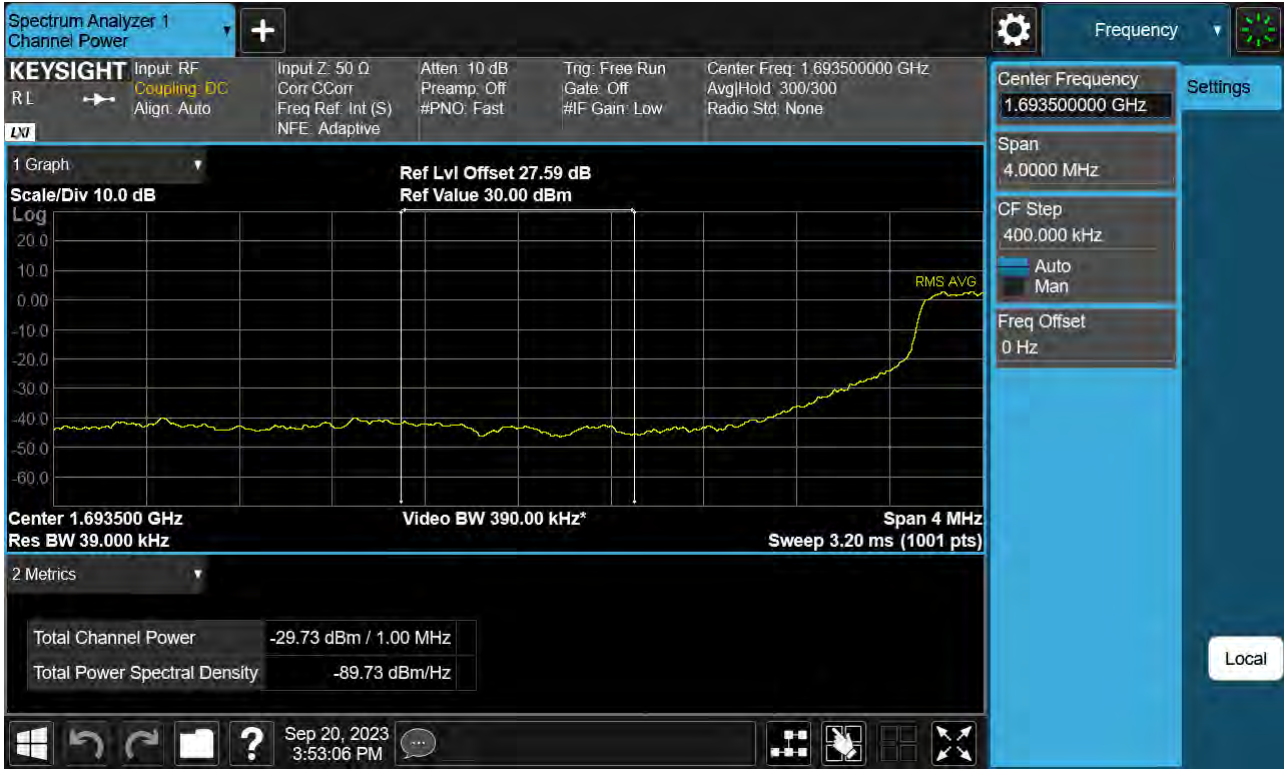 Spectrum Analyzer 1
Channel Power
+
Frequency
KEYSIGHT
RL
LXI
Input: RF
Coupling: DC
Align: Auto
Input Z: 50 Ω
Corr CCorr
Freq Ref: Int (S)
NFE: Adaptive
Atten: 10 dB
Preamp: Off
#PNO: Fast
Trig: Free Run
Gate: Off
#IF Gain: Low
Center Freq: 1.693500000 GHz
Avg|Hold: 300/300
Radio Std: None
1 Graph
Scale/Div 10.0 dB
Ref Lvl Offset 27.59 dB
Ref Value 30.00 dBm
Log
20.0
10.0
0.00
-10.0
-20.0
-30.0
-40.0
-50.0
-60.0
RMS AVG
Center 1.693500 GHz
Res BW 39.000 kHz
Video BW 390.00 kHz*
Span 4 MHz
Sweep 3.20 ms (1001 pts)
2 Metrics
Total Channel Power -29.73 dBm / 1.00 MHz
Total Power Spectral Density -89.73 dBm/Hz
Center Frequency
1.693500000 GHz
Span
4.0000 MHz
CF Step
400.000 kHz
Auto
Man
Freq Offset
0 Hz
Settings
Local
?
Sep 20, 2023
3:53:06 PM